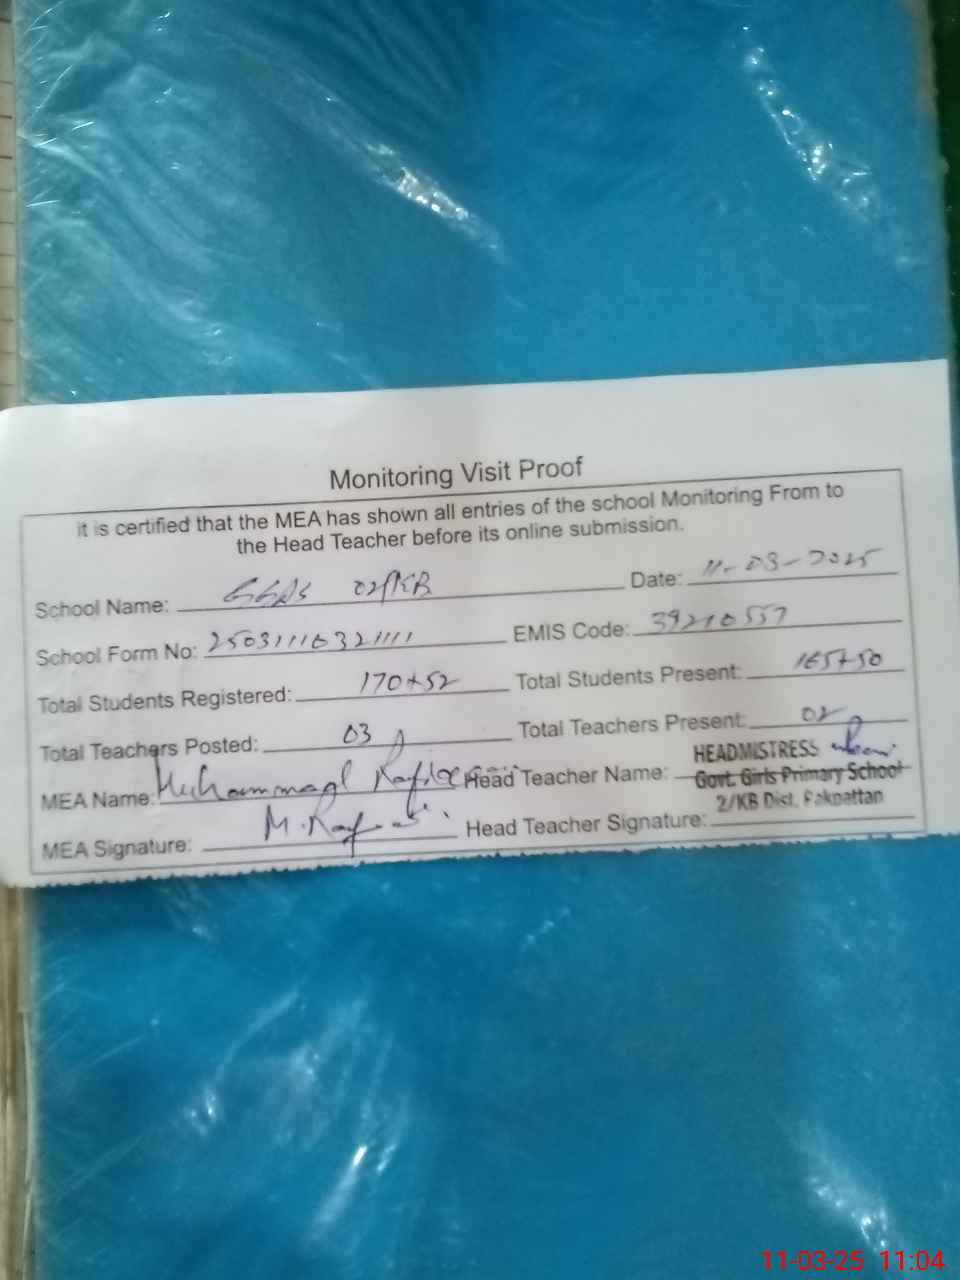 Monitoring Visit Proof
it is certified that the MEA has shown all entries of the school Monitoring From to
the Head Teacher before its online submission.
School Name: GGPS 02/KB Date: 11-03-2025
School Form No: EMIS Code: 39210557
Total Students Registered: 170+52 Total Students Present: 165+50
Total Teachers Posted: 03 Total Teachers Present: 02
MEA Name: Muhammad Head Teacher Name: HEADMISTRESS
Govt. Girls Primary School
2/KB Dist. Pakpattan
MEA Signature: M. Head Teacher Signature:
11-03-25 11:04